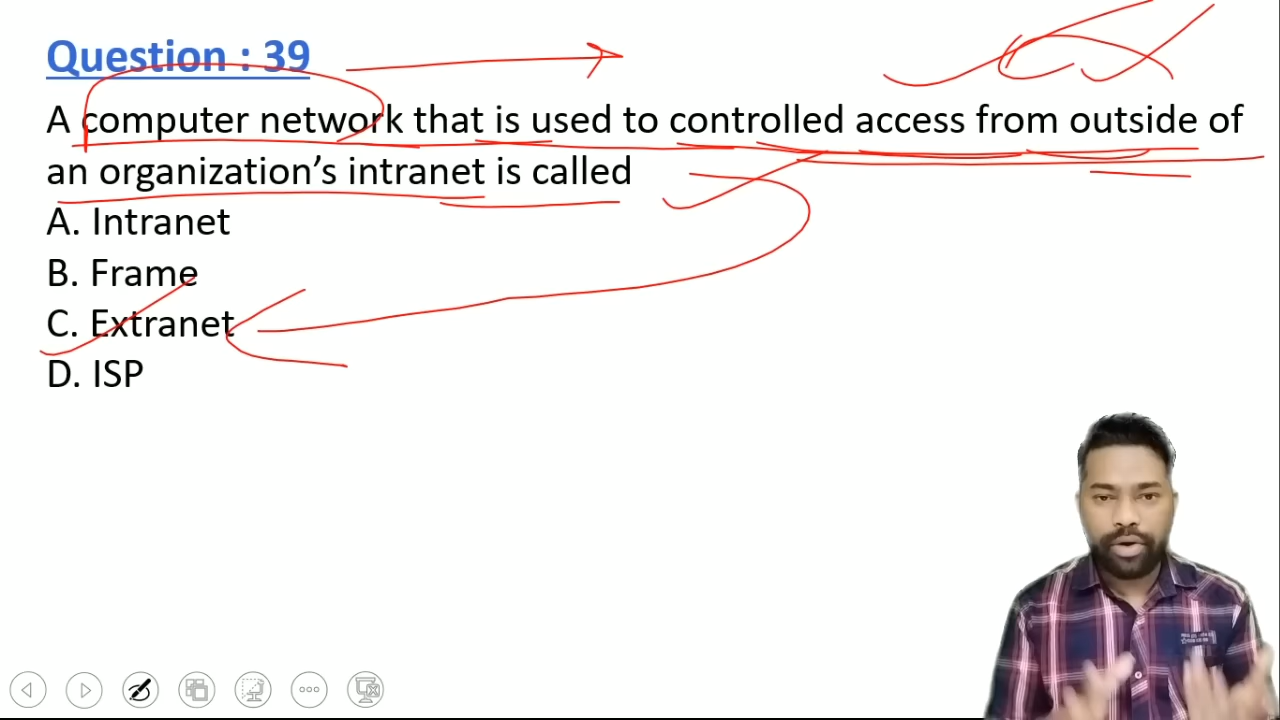 Question : 39
A computer network that is used to controlled access from outside of
an organization’s intranet is called
A. Intranet
B. Frame
C. Extranet
D. ISP